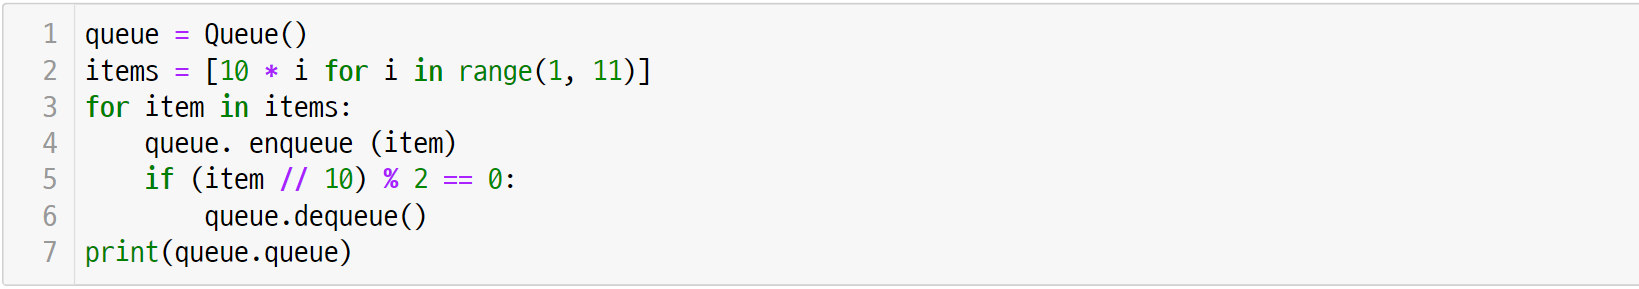 1 queue = Queue()
2 items = [10 * i for i in range(1, 11)]
3 for item in items:
4     queue. enqueue (item)
5     if (item // 10) % 2 == 0:
6         queue.dequeue()
7 print(queue.queue)